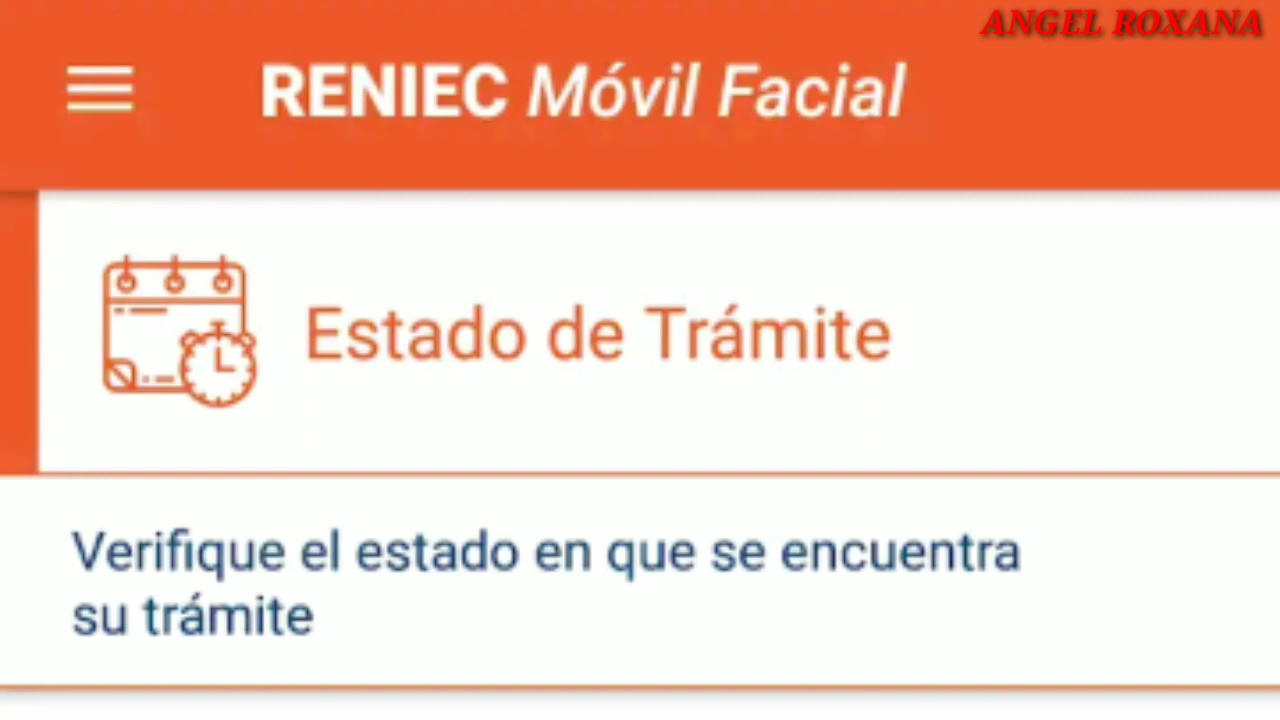 ANGEL ROXANA
RENIEC Móvil Facial
Estado de Trámite
Verifique el estado en que se encuentra
su trámite